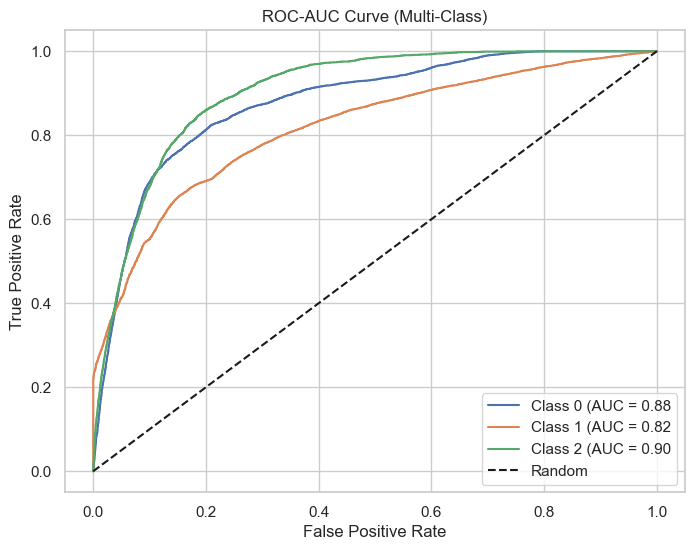 ROC-AUC Curve (Multi-Class)
True Positive Rate
1.0
0.8
0.6
0.4
0.2
0.0
Class 0 (AUC = 0.88
Class 1 (AUC = 0.82
Class 2 (AUC = 0.90
Random
0.0 0.2 0.4 0.6 0.8 1.0
False Positive Rate